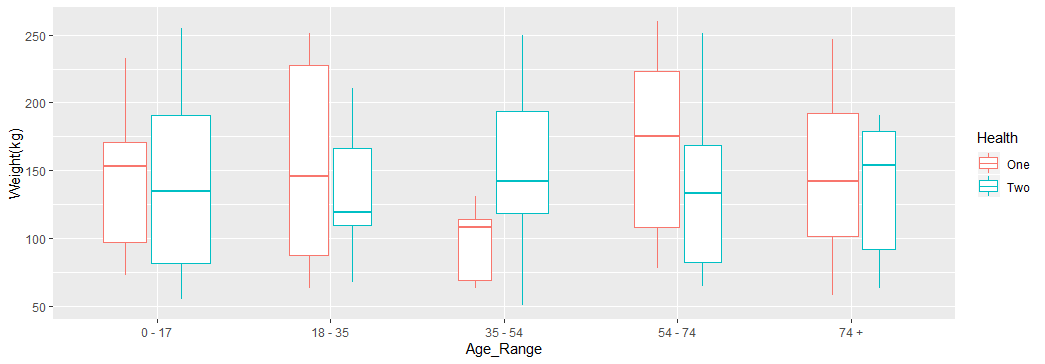 Weight(kg)
250
200
150
100
50
0 - 17
18 - 35
35 - 54
54 - 74
74 +
Age_Range
Health
One
Two